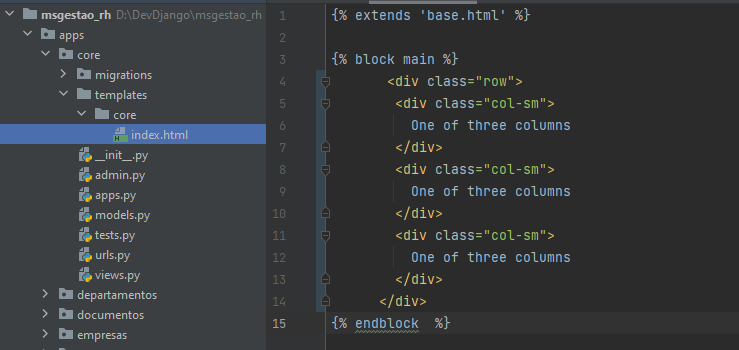 msgestao_rh D:\DevDjango\msgestao_rh
apps
core
migrations
templates
core
index.html
__init__.py
admin.py
apps.py
models.py
tests.py
urls.py
views.py
departamentos
documentos
empresas
1 {% extends 'base.html' %}
2
3 {% block main %}
4 <div class="row">
5 <div class="col-sm">
6 One of three columns
7 </div>
8 <div class="col-sm">
9 One of three columns
10 </div>
11 <div class="col-sm">
12 One of three columns
13 </div>
14 </div>
15 {% endblock  %}